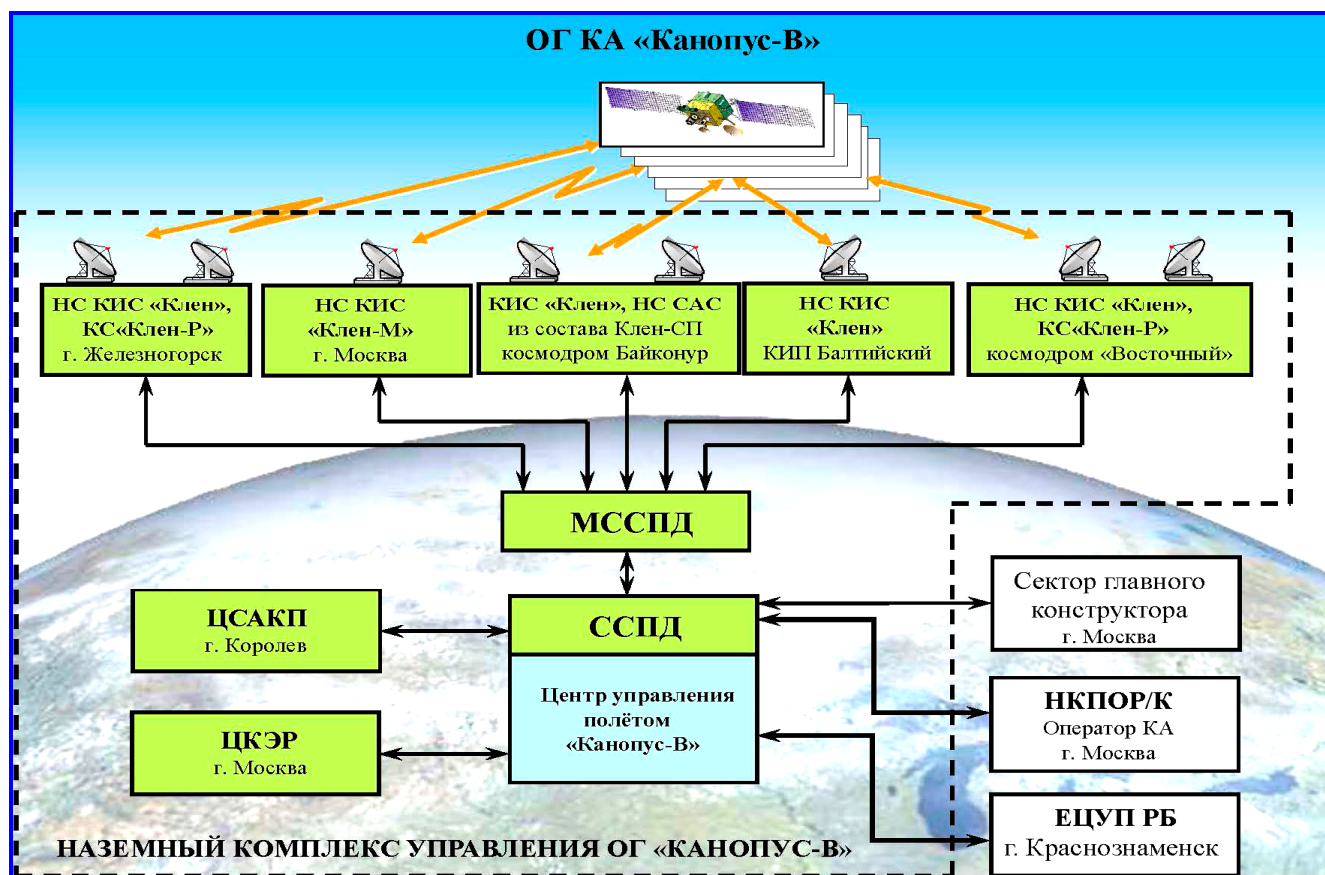 ОГ КА «Канопус-В»
НС КИС «Клен»,
КС«Клен-Р»
г. Железногорск
НС КИС
«Клен-М»
г. Москва
КИС «Клен», НС САС
из состава Клен-СП
космодром Байконур
НС КИС
«Клен»
КИП Балтийский
НС КИС «Клен»,
КС«Клен-Р»
космодром «Восточный»
МССПД
ЦСАКП
г. Королев
ССПД
Сектор главного
конструктора
г. Москва
Центр управления
полётом
«Канопус-В»
ЦКЭР
г. Москва
НКПОР/К
Оператор КА
г. Москва
ЕЦУП РБ
г. Краснознаменск
НАЗЕМНЫЙ КОМПЛЕКС УПРАВЛЕНИЯ ОГ «КАНОПУС-В»